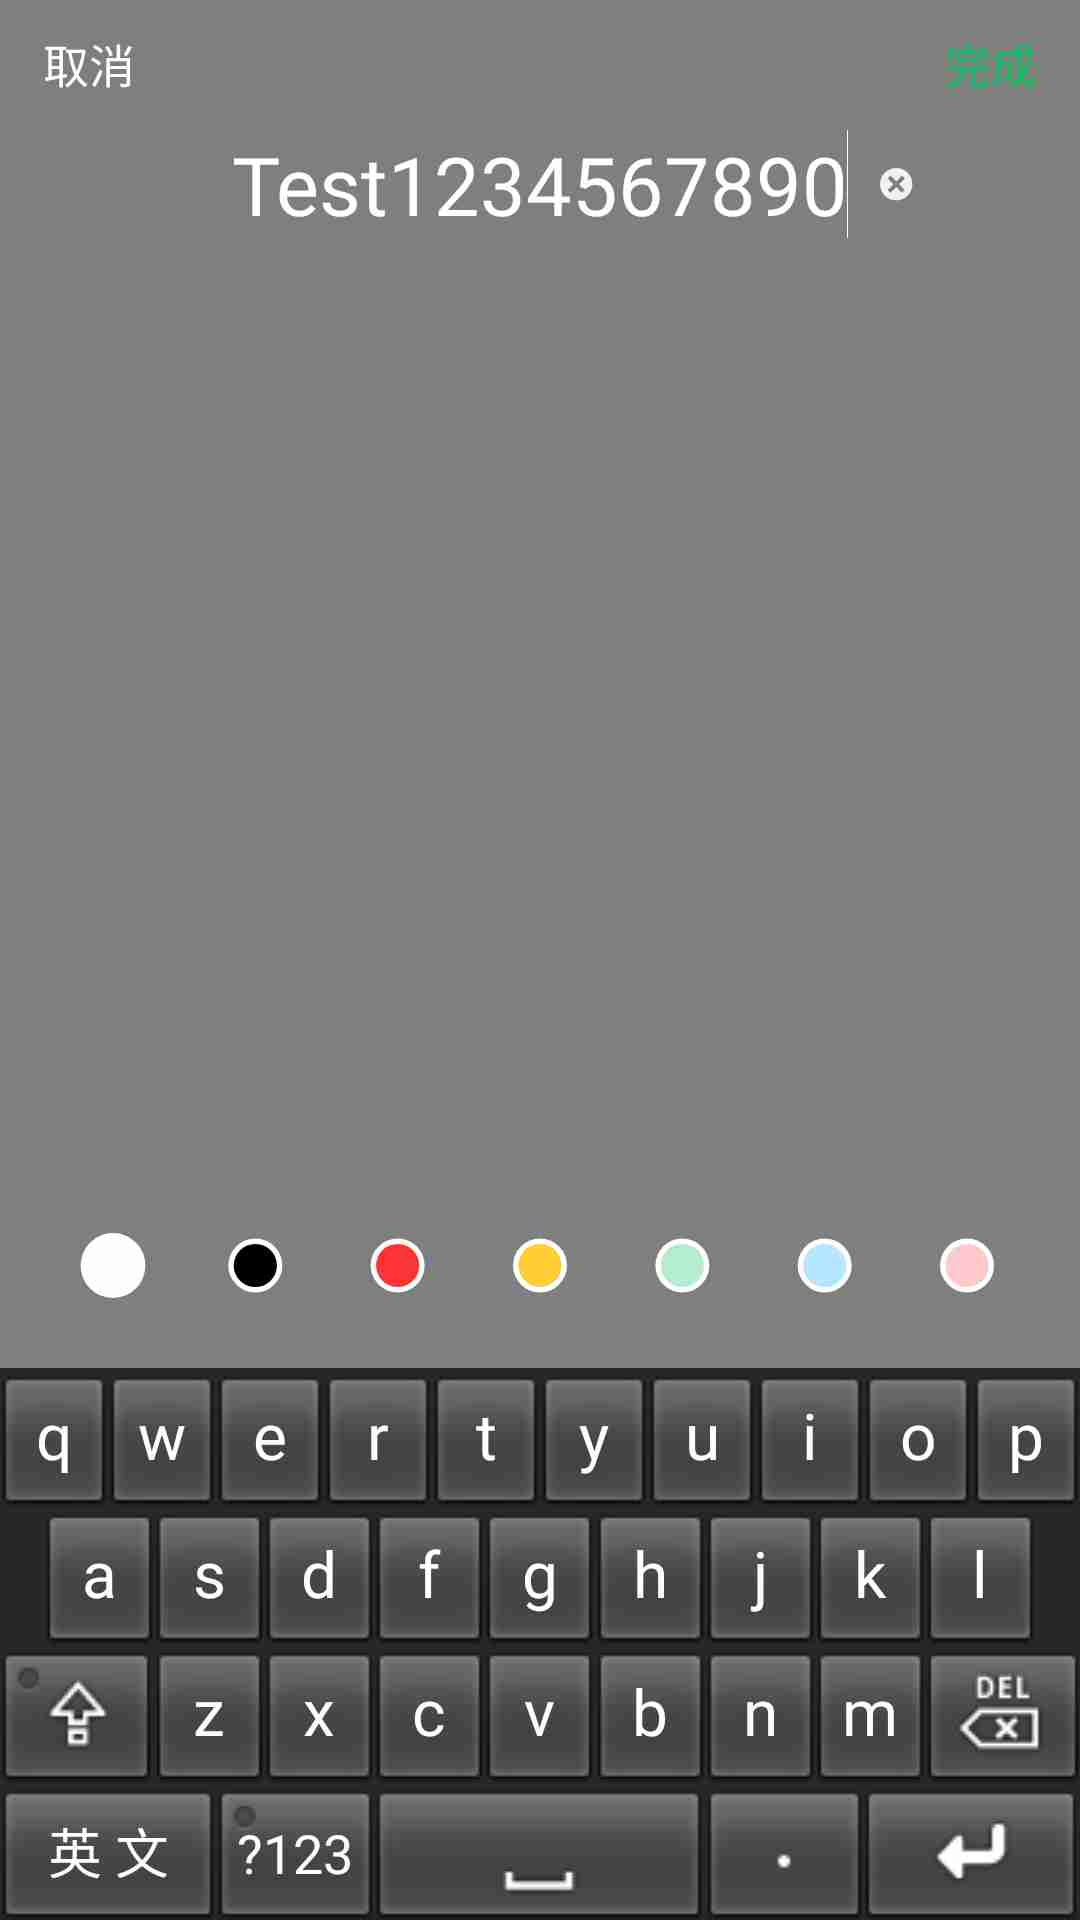 取消 完成
Test1234567890
q w e r t y u i o p
a s d f g h j k l
z x c v b n m DEL
英文 ?123 .